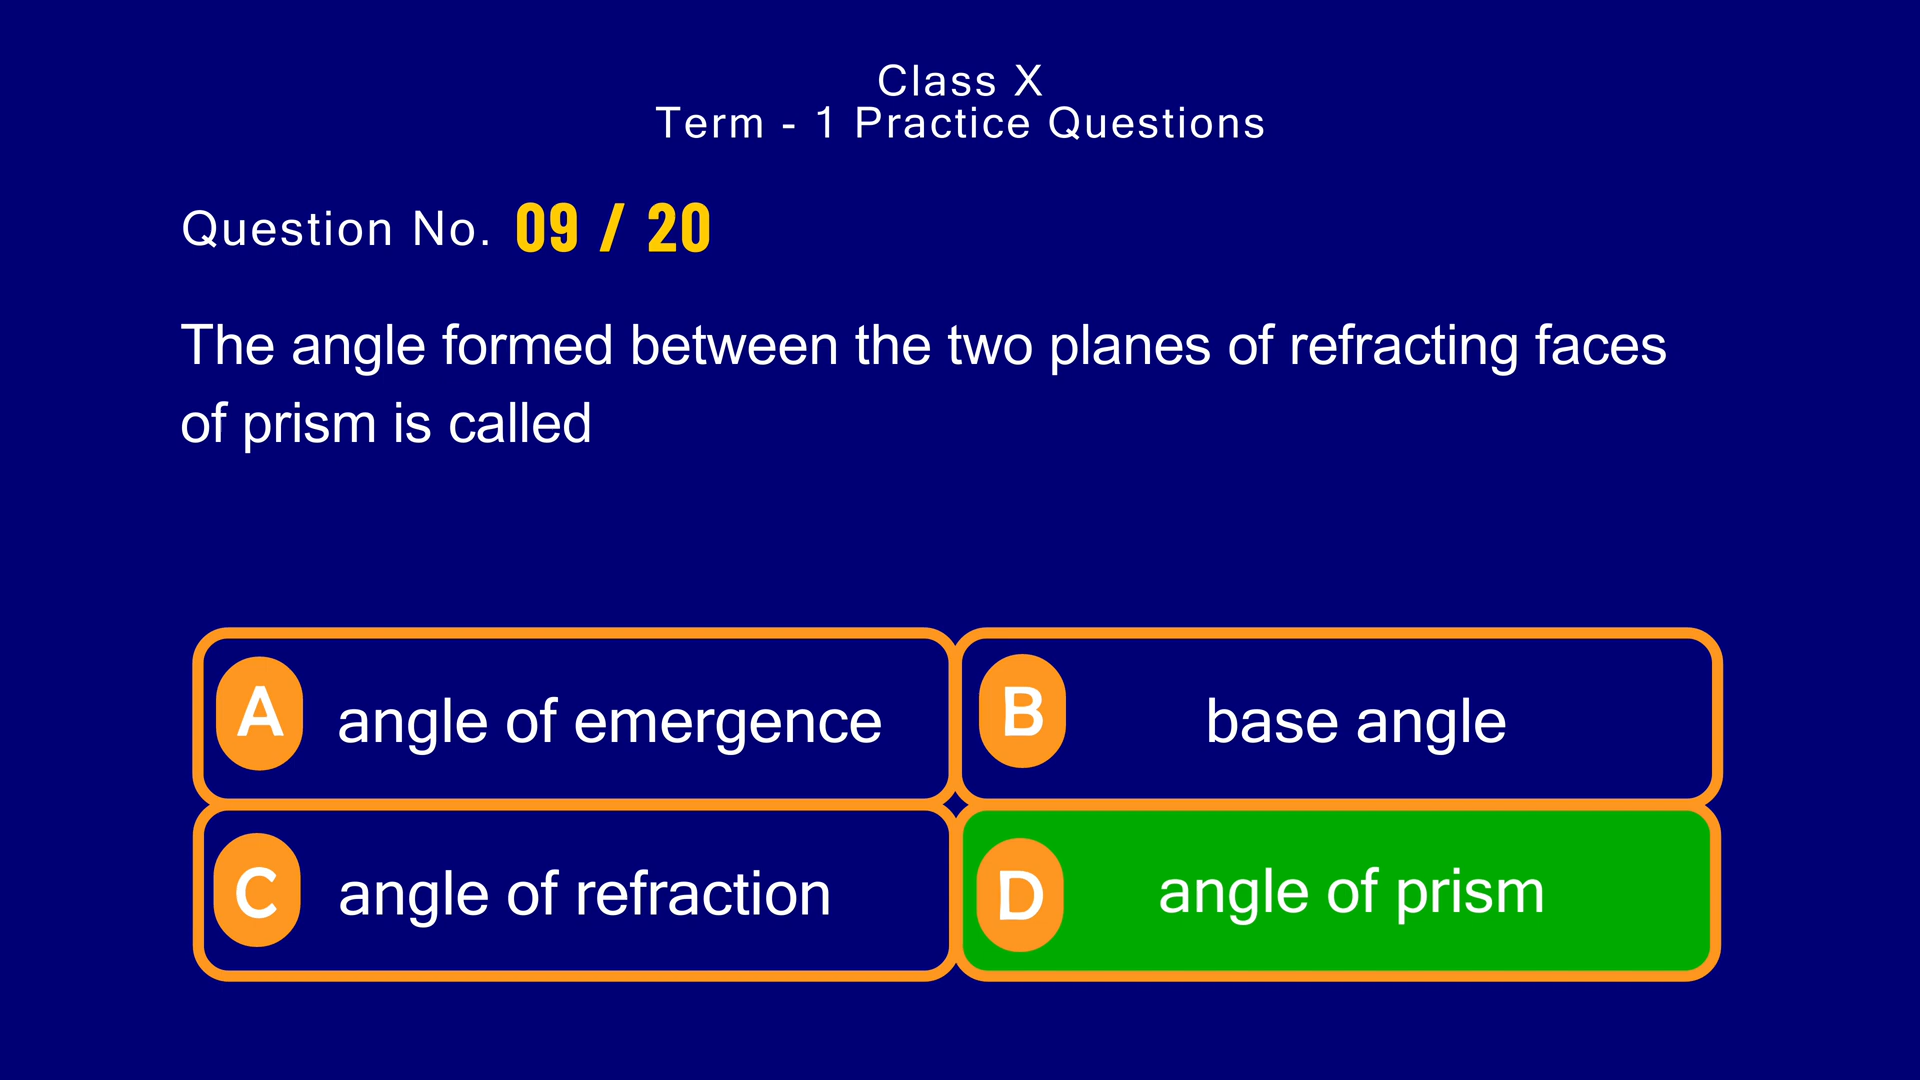 Class X
Term - 1 Practice Questions
Question No. 09 / 20
The angle formed between the two planes of refracting faces
of prism is called
A angle of emergence
B base angle
C angle of refraction
D angle of prism